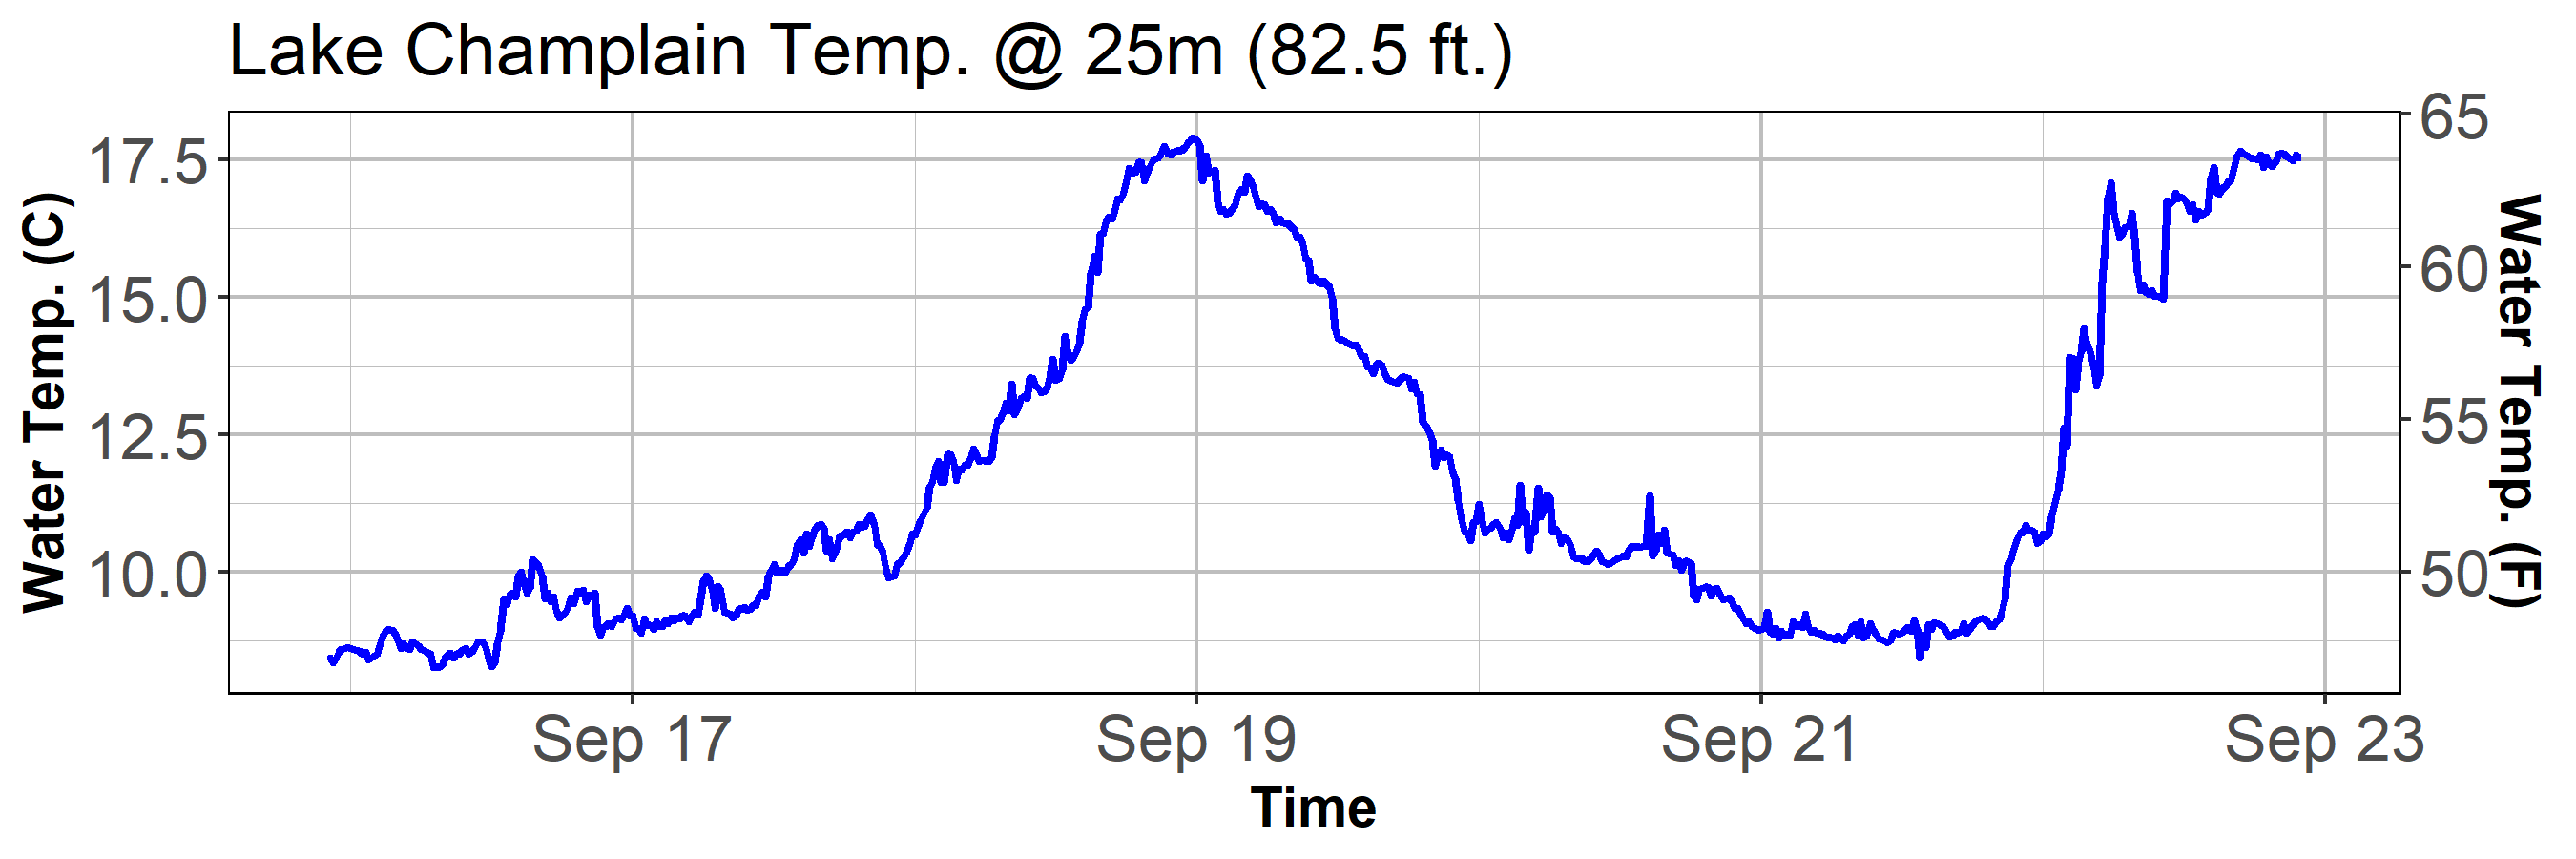 Lake Champlain Temp. @ 25m (82.5 ft.)
Water Temp. (C)
17.5
15.0
12.5
10.0
65
60
55
50
Water Temp. (F)
Sep 17
Sep 19
Sep 21
Sep 23
Time